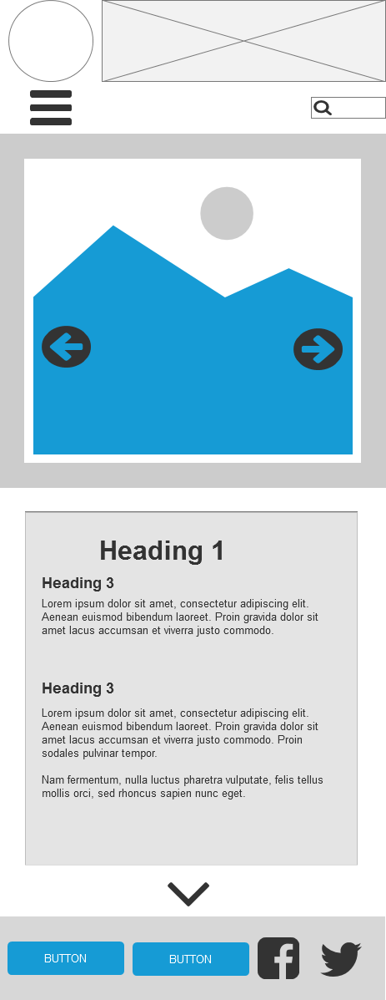 Heading 1
Heading 3
Lorem ipsum dolor sit amet, consectetur adipiscing elit.
Aenean euismod bibendum laoreet. Proin gravida dolor sit
amet lacus accumsan et viverra justo commodo.
Heading 3
Lorem ipsum dolor sit amet, consectetur adipiscing elit.
Aenean euismod bibendum laoreet. Proin gravida dolor sit
amet lacus accumsan et viverra justo commodo. Proin
sodales pulvinar tempor.
Nam fermentum, nulla luctus pharetra vulputate, felis tellus
mollis orci, sed rhoncus sapien nunc eget.
BUTTON
BUTTON